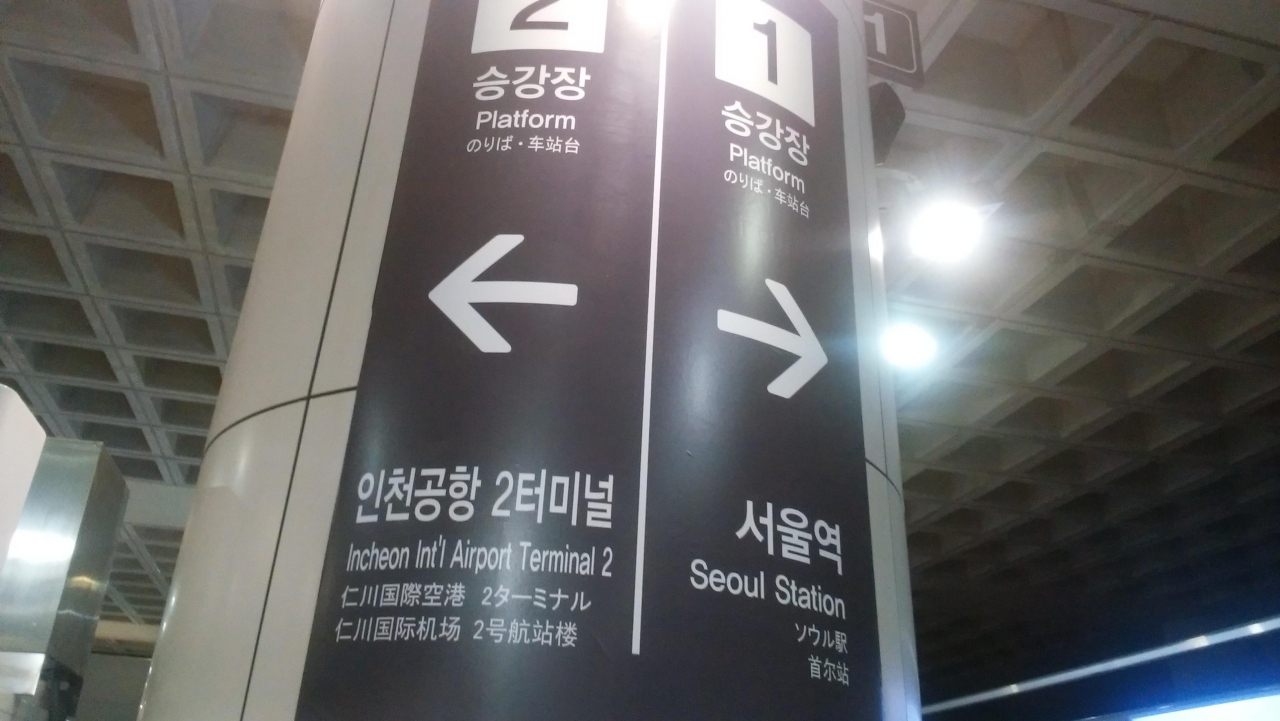 2
승강장
Platform
のりば・车站台
인천공항 2터미널
Incheon Int'l Airport Terminal 2
仁川国際空港 2ターミナル
仁川国际机场 2号航站楼
1
승강장
Platform
のりば・车站台
서울역
Seoul Station
ソウル駅
首尔站
1